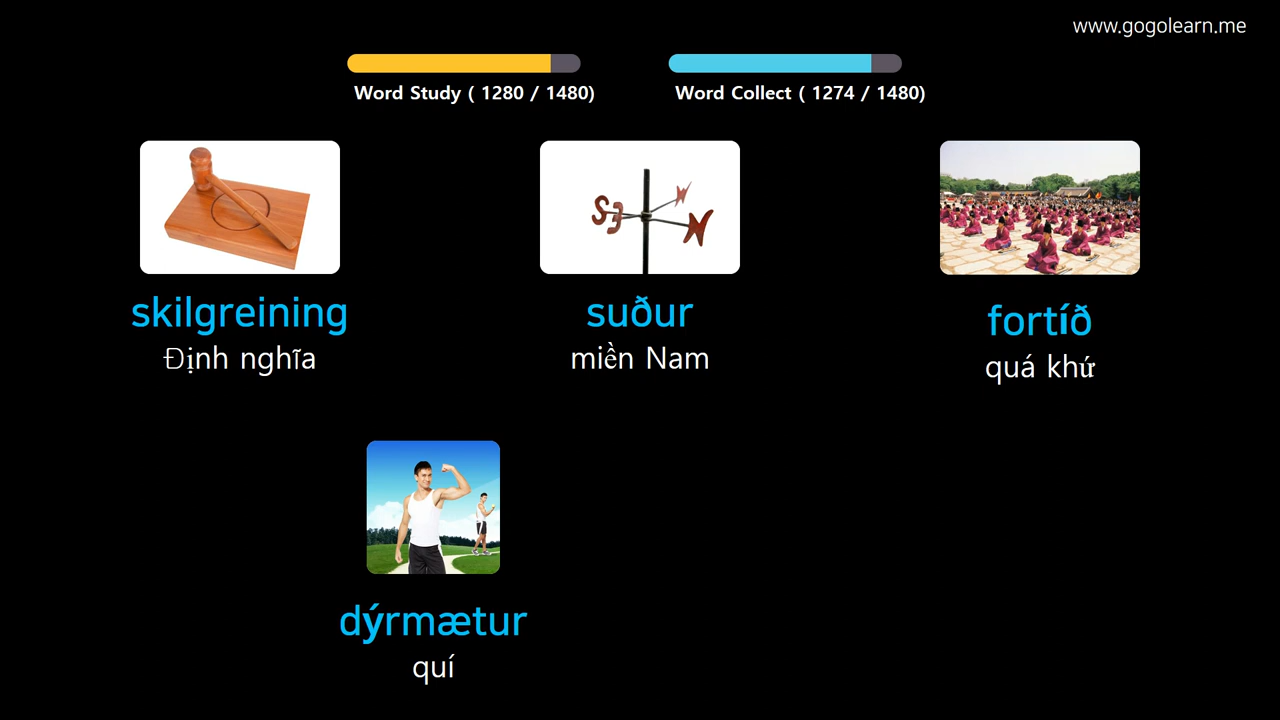 www.gogolearn.me
Word Study ( 1280 / 1480)
Word Collect ( 1274 / 1480)
S
E
N
W
skilgreining
Định nghĩa
suður
miền Nam
fortíð
quá khứ
dýrmætur
quí